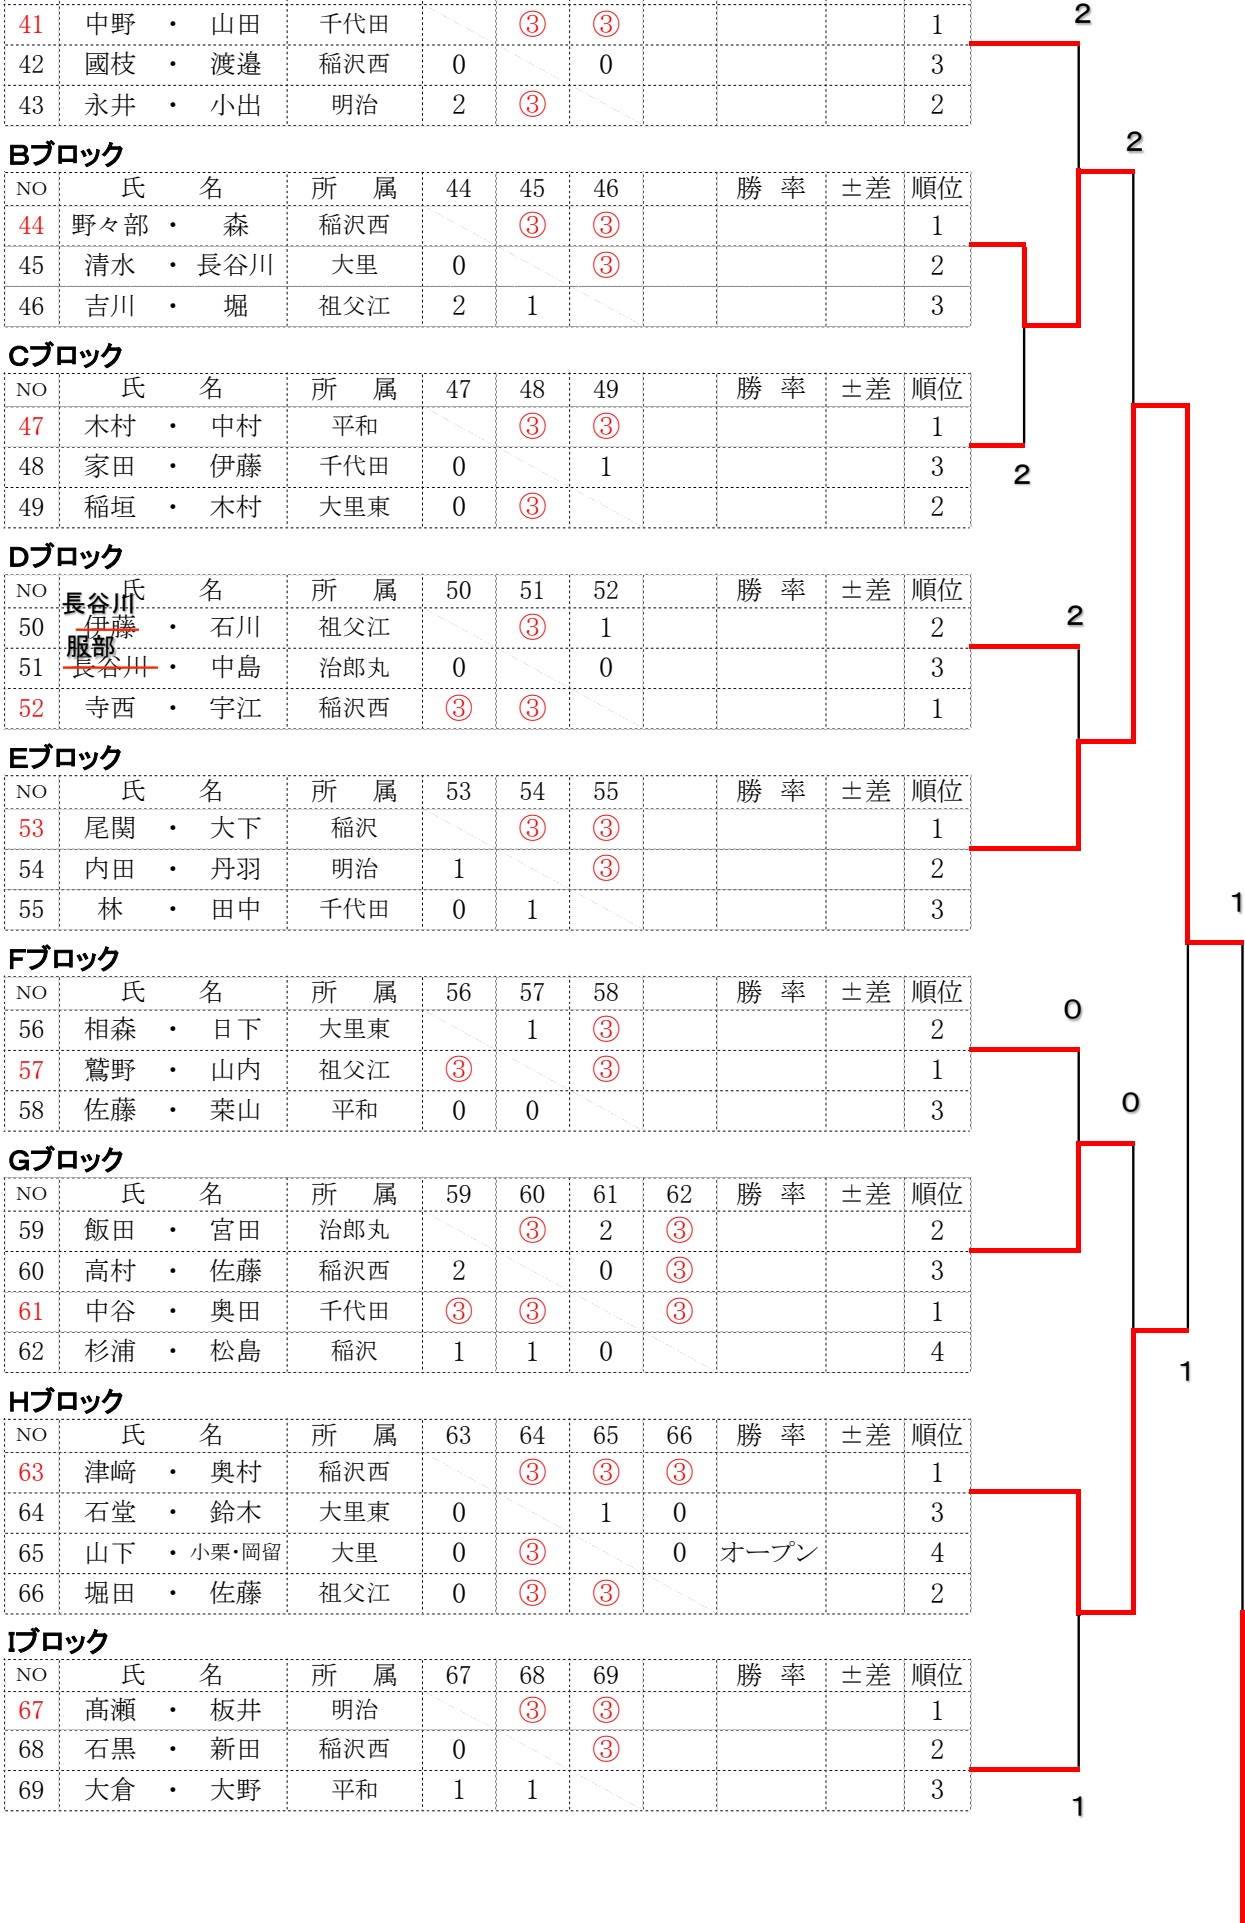 41 中野 ・ 山田 千代田 ③ ③ 1
2
42 國枝 ・ 渡邉 稲沢西 0 0 3
43 永井 ・ 小出 明治 2 ③ 2
Bブロック
2
NO 氏 名 所 属 44 45 46 勝 率 ±差 順位
44 野々部 ・ 森 稲沢西 ③ ③ 1
45 清水 ・ 長谷川 大里 0 ③ 2
46 吉川 ・ 堀 祖父江 2 1 3
Cブロック
NO 氏 名 所 属 47 48 49 勝 率 ±差 順位
47 木村 ・ 中村 平和 ③ ③ 1
48 家田 ・ 伊藤 千代田 0 1 3
2
49 稲垣 ・ 木村 大里東 0 ③ 2
Dブロック
NO 氏 名 所 属 50 51 52 勝 率 ±差 順位
長谷川
50 伊藤 ・ 石川 祖父江 ③ 1 2
2
服部
51 長谷川 ・ 中島 治郎丸 0 0 3
52 寺西 ・ 宇江 稲沢西 ③ ③ 1
Eブロック
NO 氏 名 所 属 53 54 55 勝 率 ±差 順位
53 尾関 ・ 大下 稲沢 ③ ③ 1
54 内田 ・ 丹羽 明治 1 ③ 2
55 林 ・ 田中 千代田 0 1 3
1
Fブロック
NO 氏 名 所 属 56 57 58 勝 率 ±差 順位
0
56 相森 ・ 日下 大里東 1 ③ 2
57 鷲野 ・ 山内 祖父江 ③ ③ 1
58 佐藤 ・ 桒山 平和 0 0 3
0
Gブロック
NO 氏 名 所 属 59 60 61 62 勝 率 ±差 順位
59 飯田 ・ 宮田 治郎丸 ③ 2 ③ 2
60 高村 ・ 佐藤 稲沢西 2 0 ③ 3
61 中谷 ・ 奥田 千代田 ③ ③ ③ 1
62 杉浦 ・ 松島 稲沢 1 1 0 4
1
Hブロック
NO 氏 名 所 属 63 64 65 66 勝 率 ±差 順位
63 津﨑 ・ 奥村 稲沢西 ③ ③ ③ 1
64 石堂 ・ 鈴木 大里東 0 1 0 3
65 山下 ・ 小栗・岡留 大里 0 ③ 0 オープン 4
66 堀田 ・ 佐藤 祖父江 0 ③ ③ 2
Iブロック
NO 氏 名 所 属 67 68 69 勝 率 ±差 順位
67 髙瀬 ・ 板井 明治 ③ ③ 1
68 石黒 ・ 新田 稲沢西 0 ③ 2
69 大倉 ・ 大野 平和 1 1 3
1